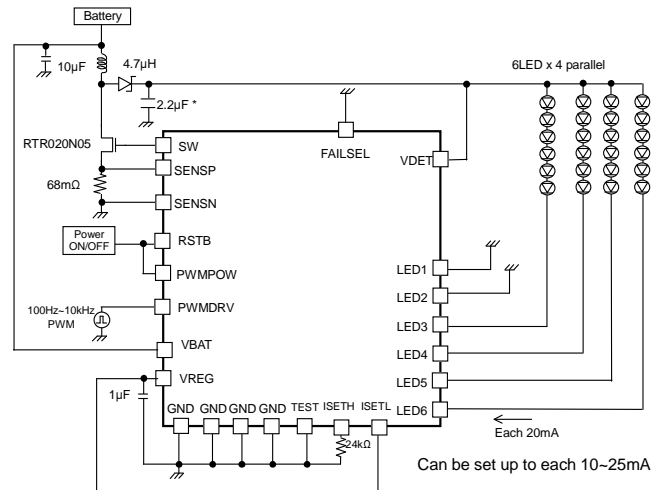 Battery
10µF
4.7µH
6LED x 4 parallel
2.2µF *
RTR020N05
SW
FAILSEL
VDET
SENSP
68mΩ
SENSN
Power
ON/OFF
RSTB
LED1
PWMPOW
LED2
100Hz~10kHz
PWM
PWMDRV
LED3
VBAT
LED4
VREG
LED5
1µF
GND GND GND GND TEST ISETH ISETL
LED6
24kΩ
Each 20mA
Can be set up to each 10~25mA